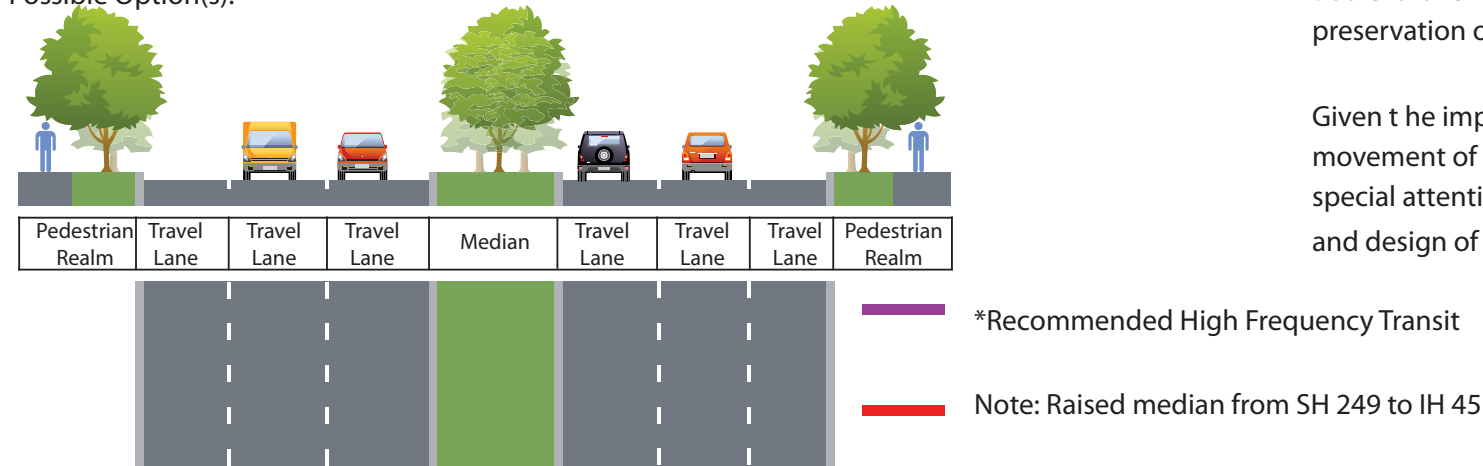 Possible Option(s):
Pedestrian Realm
Travel Lane
Travel Lane
Travel Lane
Median
Travel Lane
Travel Lane
Travel Lane
Pedestrian Realm
*Recommended High Frequency Transit
Note: Raised median from SH 249 to IH 45
preservation
Given t he
movement of
special
and design of